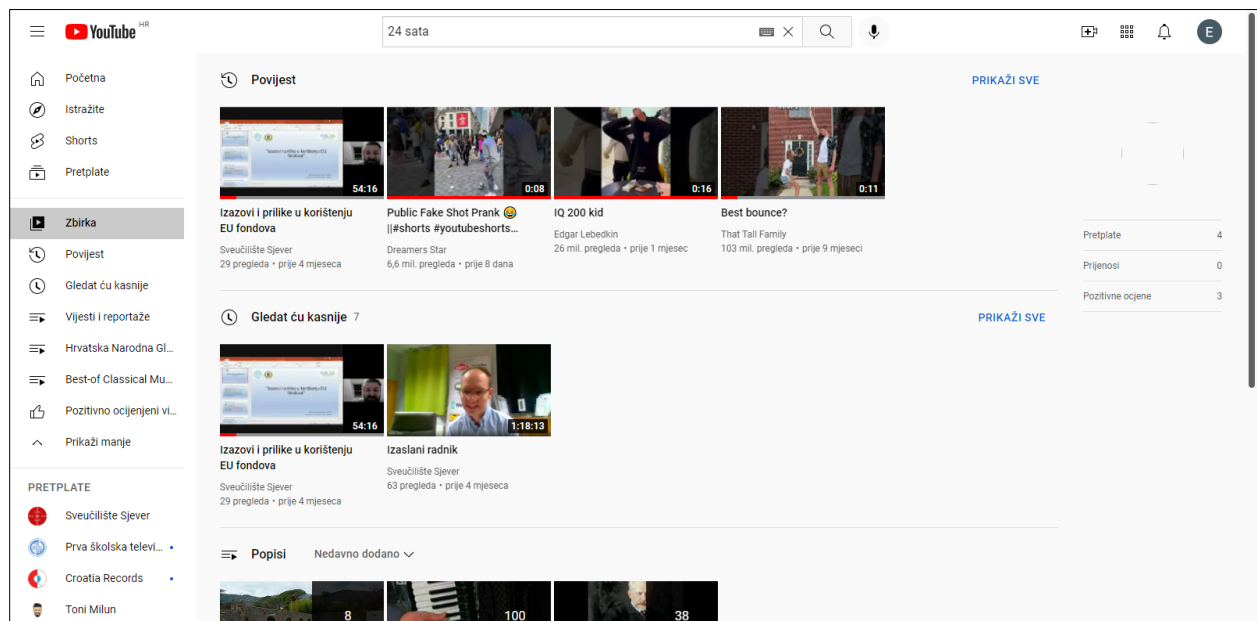 YouTube HR
24 sata
E
Početna
Istražite
Shorts
Pretplate
Zbirka
Povijest
Gledat ću kasnije
Vijesti i reportaže
Hrvatska Narodna Gl...
Best-of Classical Mu...
Pozitivno ocijenjeni vi...
Prikaži manje
PRETPLATE
Sveučilište Sjever
Prva školska televi...
Croatia Records
Toni Milun
Povijest
PRIKAŽI SVE
54:16
Izazovi i prilike u korištenju
EU fondova
Sveučilište Sjever
29 pregleda • prije 4 mjeseca
0:08
Public Fake Shot Prank 😂
||#shorts #youtubeshorts...
Dreamers Star
6,6 mil. pregleda • prije 8 dana
0:16
IQ 200 kid
Edgar Lebedkin
26 mil. pregleda • prije 1 mjesec
0:11
Best bounce?
That Tall Family
103 mil. pregleda • prije 9 mjeseci
Gledat ću kasnije 7
PRIKAŽI SVE
54:16
Izazovi i prilike u korištenju
EU fondova
Sveučilište Sjever
29 pregleda • prije 4 mjeseca
1:18:13
Izaslani radnik
Sveučilište Sjever
63 pregleda • prije 4 mjeseca
Popisi Nedavno dodano
8
100
38
Pretplate 4
Prijenosi 0
Pozitivne ocjene 3